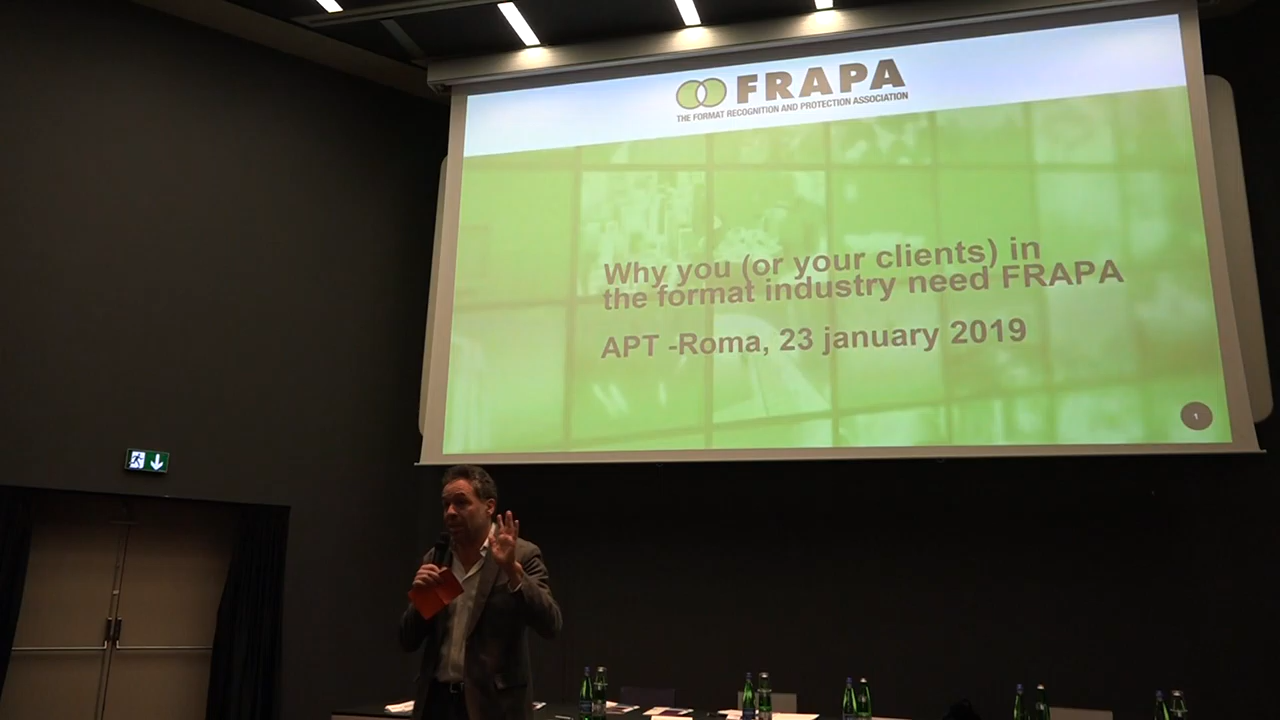 FRAPA
THE FORMAT RECOGNITION AND PROTECTION ASSOCIATION
Why you (or your clients) in
the format industry need FRAPA
APT -Roma, 23 january 2019
1